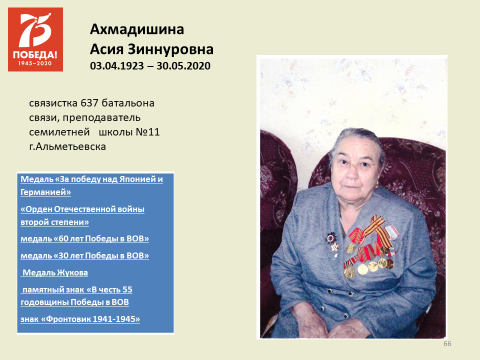 75
ПОБЕДА!
1945–2020
Ахмадишина
Асия Зиннуровна
03.04.1923 – 30.05.2020
связистка 637 батальона
связи, преподаватель
семилетней школы №11
г.Альметьевска
Медаль «За победу над Японией и
Германией»
«Орден Отечественной войны
второй степени»
медаль «60 лет Победы в ВОВ»
медаль «30 лет Победы в ВОВ»
Медаль Жукова
памятный знак «В честь 55
годовщины Победы в ВОВ
знак «Фронтовик 1941-1945»
66